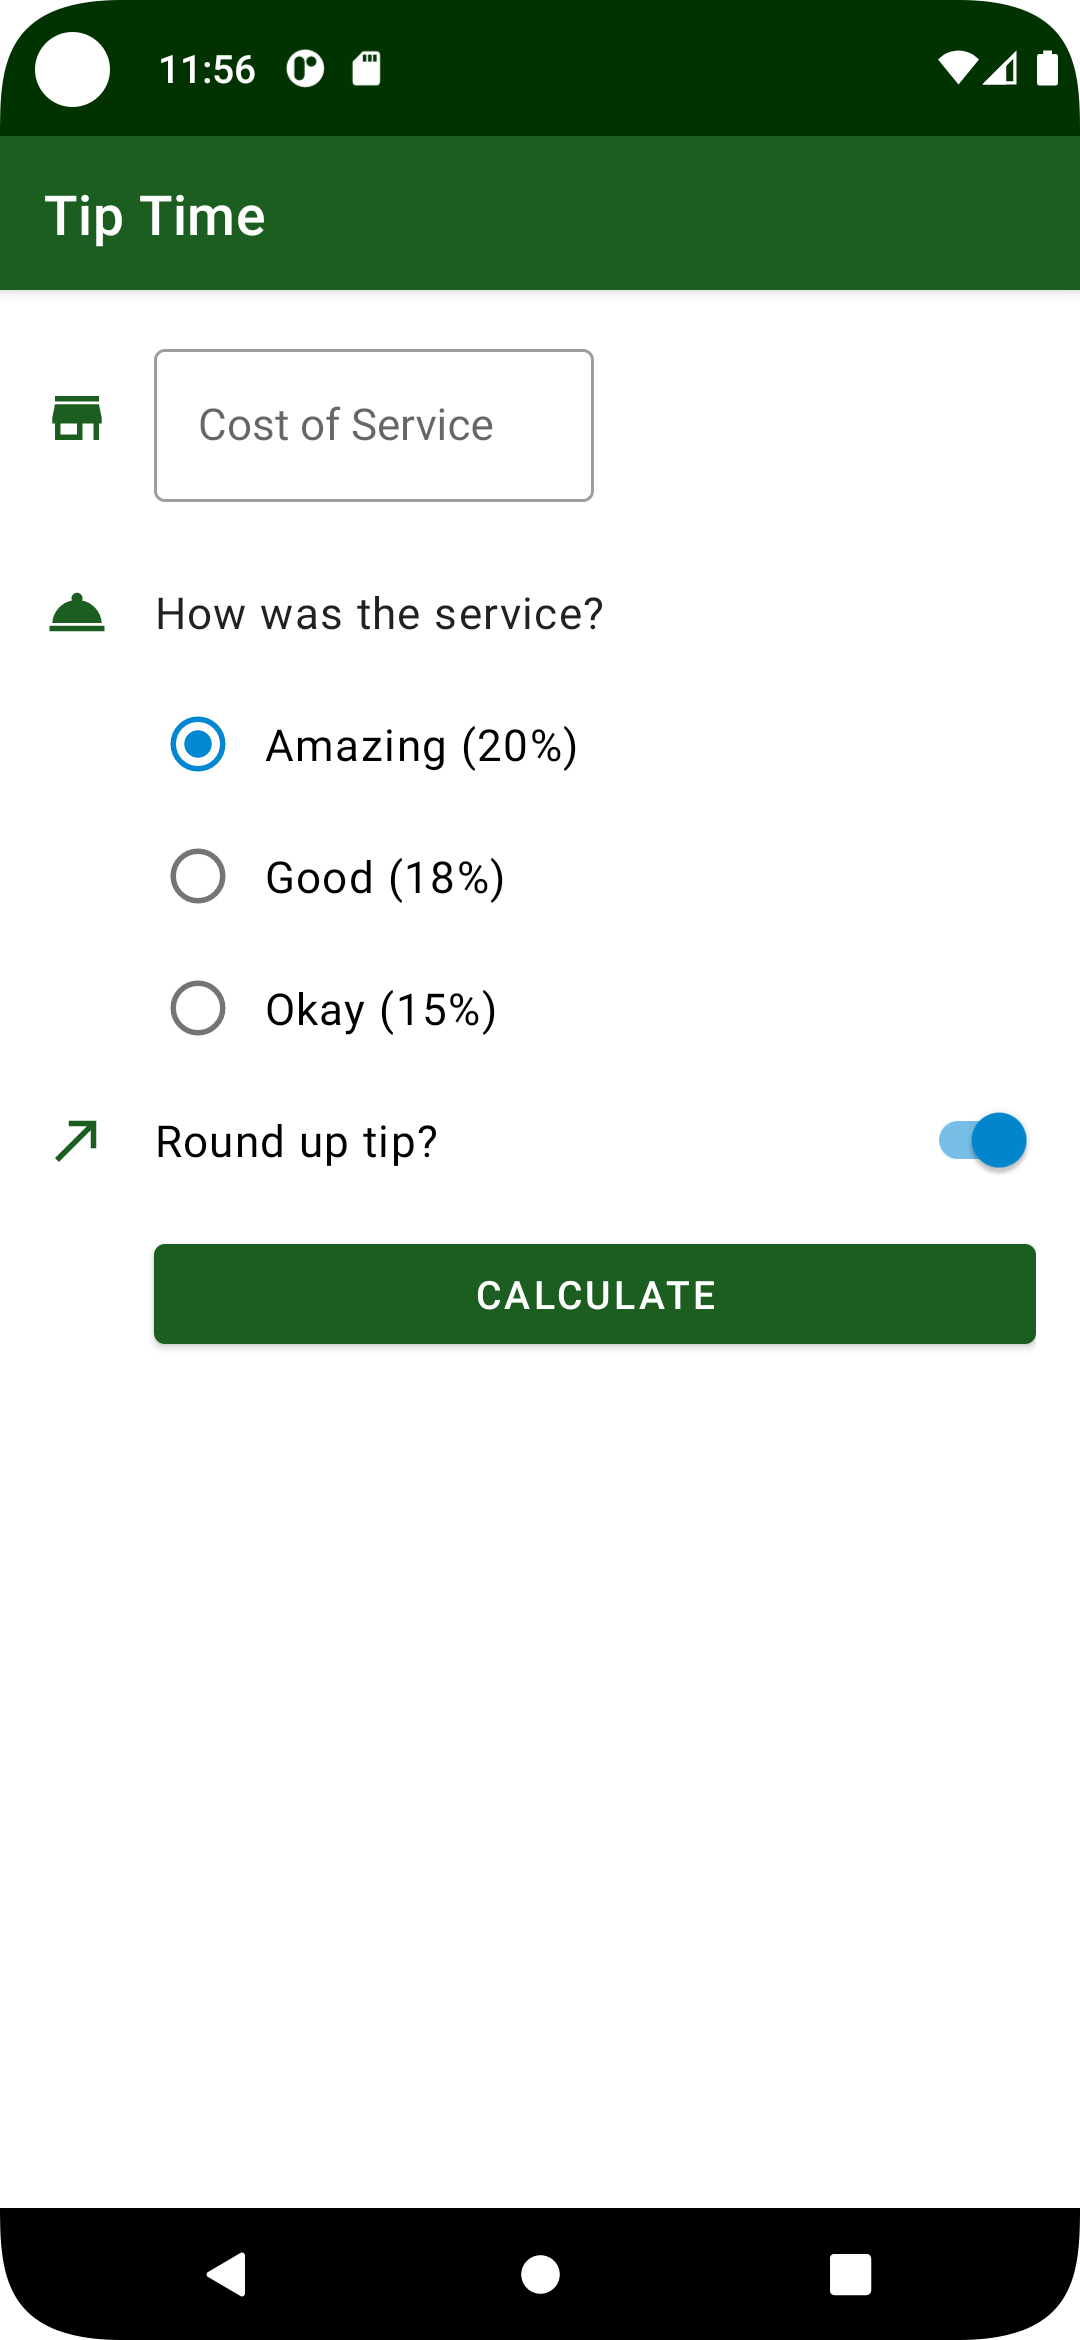 11:56
Tip Time
Cost of Service
How was the service?
Amazing (20%)
Good (18%)
Okay (15%)
Round up tip?
CALCULATE